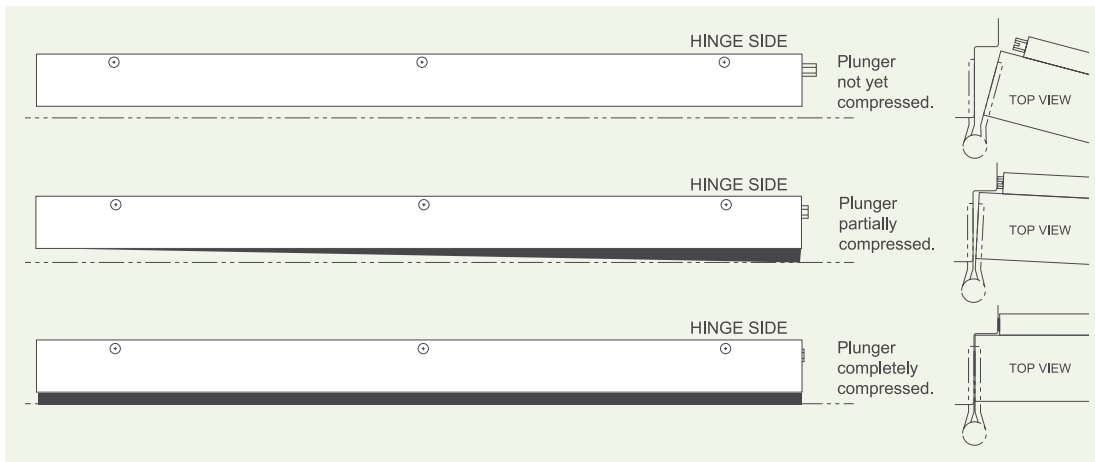 HINGE SIDE
Plunger
not yet
compressed.
TOP VIEW
HINGE SIDE
Plunger
partially
compressed.
TOP VIEW
HINGE SIDE
Plunger
completely
compressed.
TOP VIEW